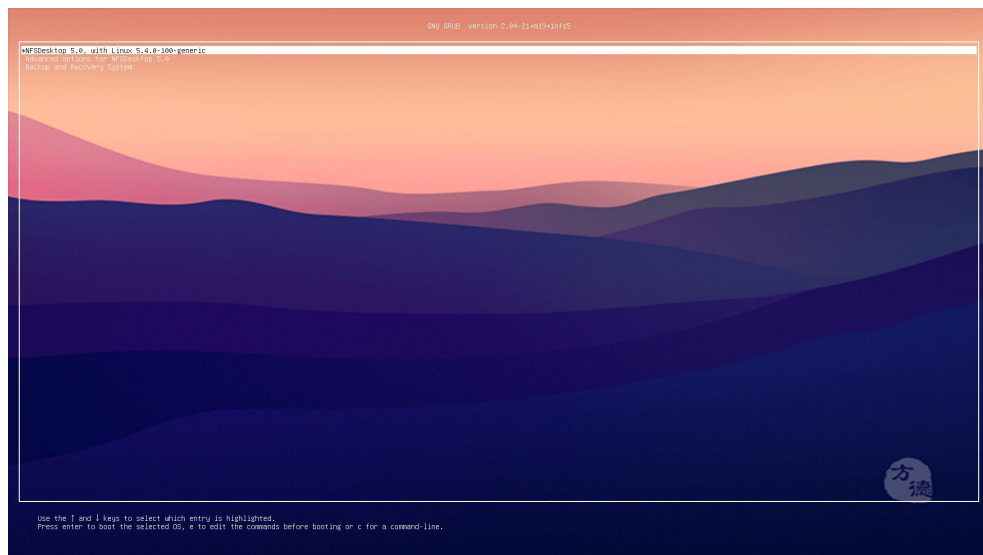 GNU GRUB  version 2.04-21+m19+infs5
*NFSDesktop 5.0, with Linux 5.4.0-100-generic
Advanced options for NFSDesktop 5.0
Backup and Recovery System
方
德
Use the ↑ and ↓ keys to select which entry is highlighted.
Press enter to boot the selected OS, e to edit the commands before booting or c for a command-line.